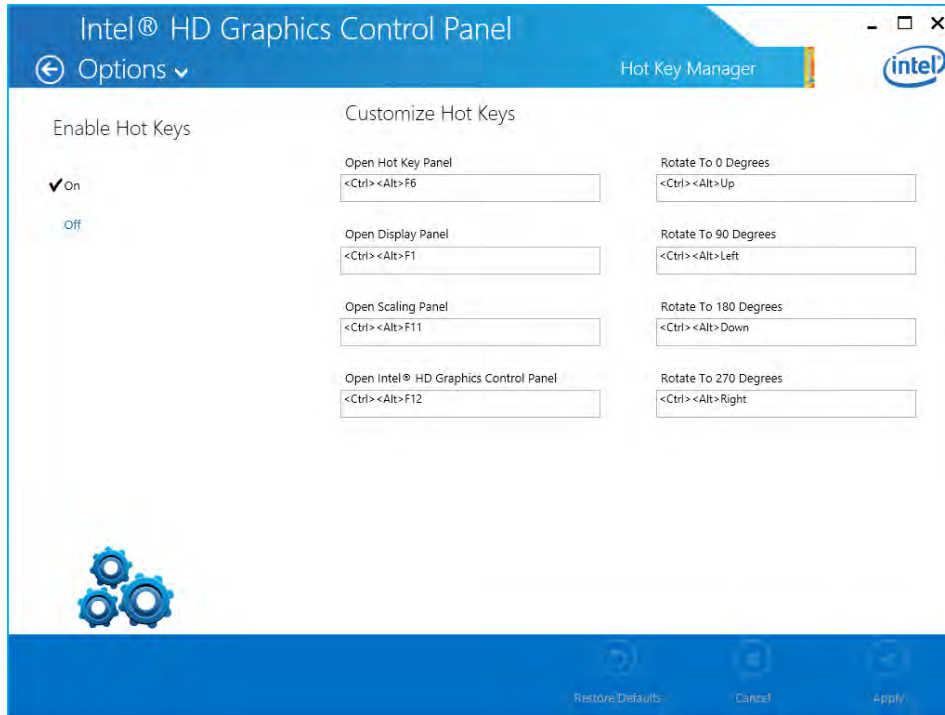 Intel® HD Graphics Control Panel
Options
Hot Key Manager
intel
Enable Hot Keys
On
Off
Customize Hot Keys
Open Hot Key Panel
<Ctrl><Alt>F6
Rotate To 0 Degrees
<Ctrl><Alt>Up
Open Display Panel
<Ctrl><Alt>F1
Rotate To 90 Degrees
<Ctrl><Alt>Left
Open Scaling Panel
<Ctrl><Alt>F11
Rotate To 180 Degrees
<Ctrl><Alt>Down
Open Intel® HD Graphics Control Panel
<Ctrl><Alt>F12
Rotate To 270 Degrees
<Ctrl><Alt>Right
Restore Defaults
Cancel
Apply